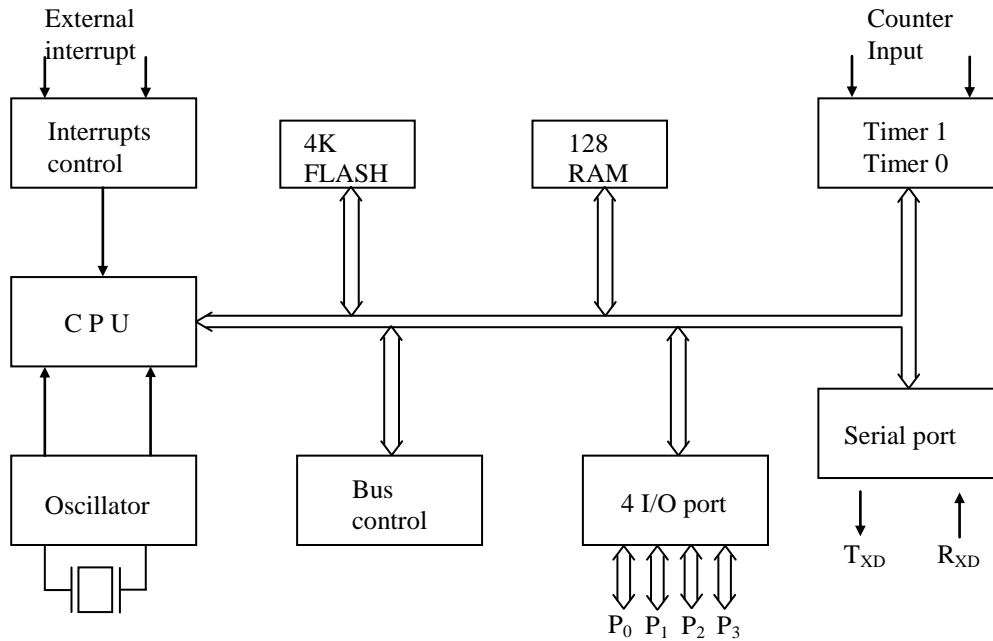 External
interrupt
Counter
Input
Interrupts
control
4K
FLASH
128
RAM
Timer 1
Timer 0
C P U
Serial port
Oscillator
Bus
control
4 I/O port
TXD
RXD
P0 P1 P2 P3